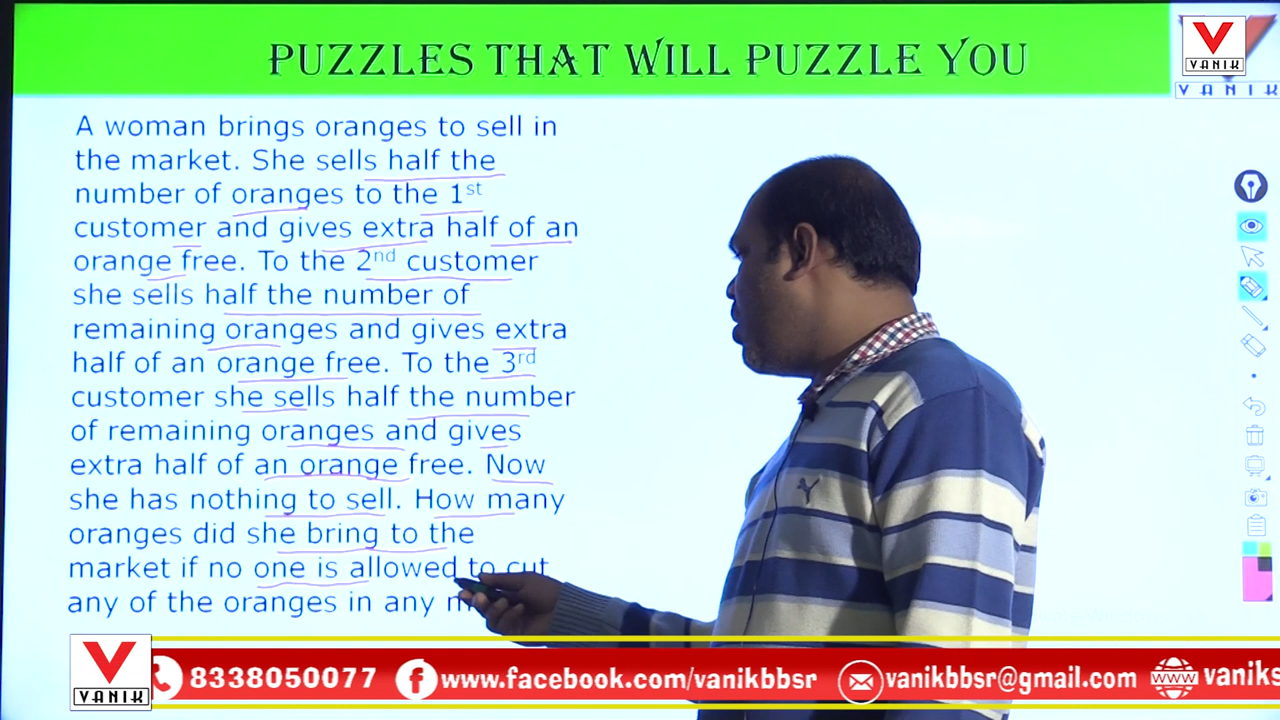 PUZZLES THAT WILL PUZZLE YOU
VANIK
VANIK
A woman brings oranges to sell in
the market. She sells half the
number of oranges to the 1st
customer and gives extra half of an
orange free. To the 2nd customer
she sells half the number of
remaining oranges and gives extra
half of an orange free. To the 3rd
customer she sells half the number
of remaining oranges and gives
extra half of an orange free. Now
she has nothing to sell. How many
oranges did she bring to the
market if no one is allowed to cut
any of the oranges in any
VANIK
8338050077 f www.facebook.com/vanikbbsr vanikbbsr@gmail.com www